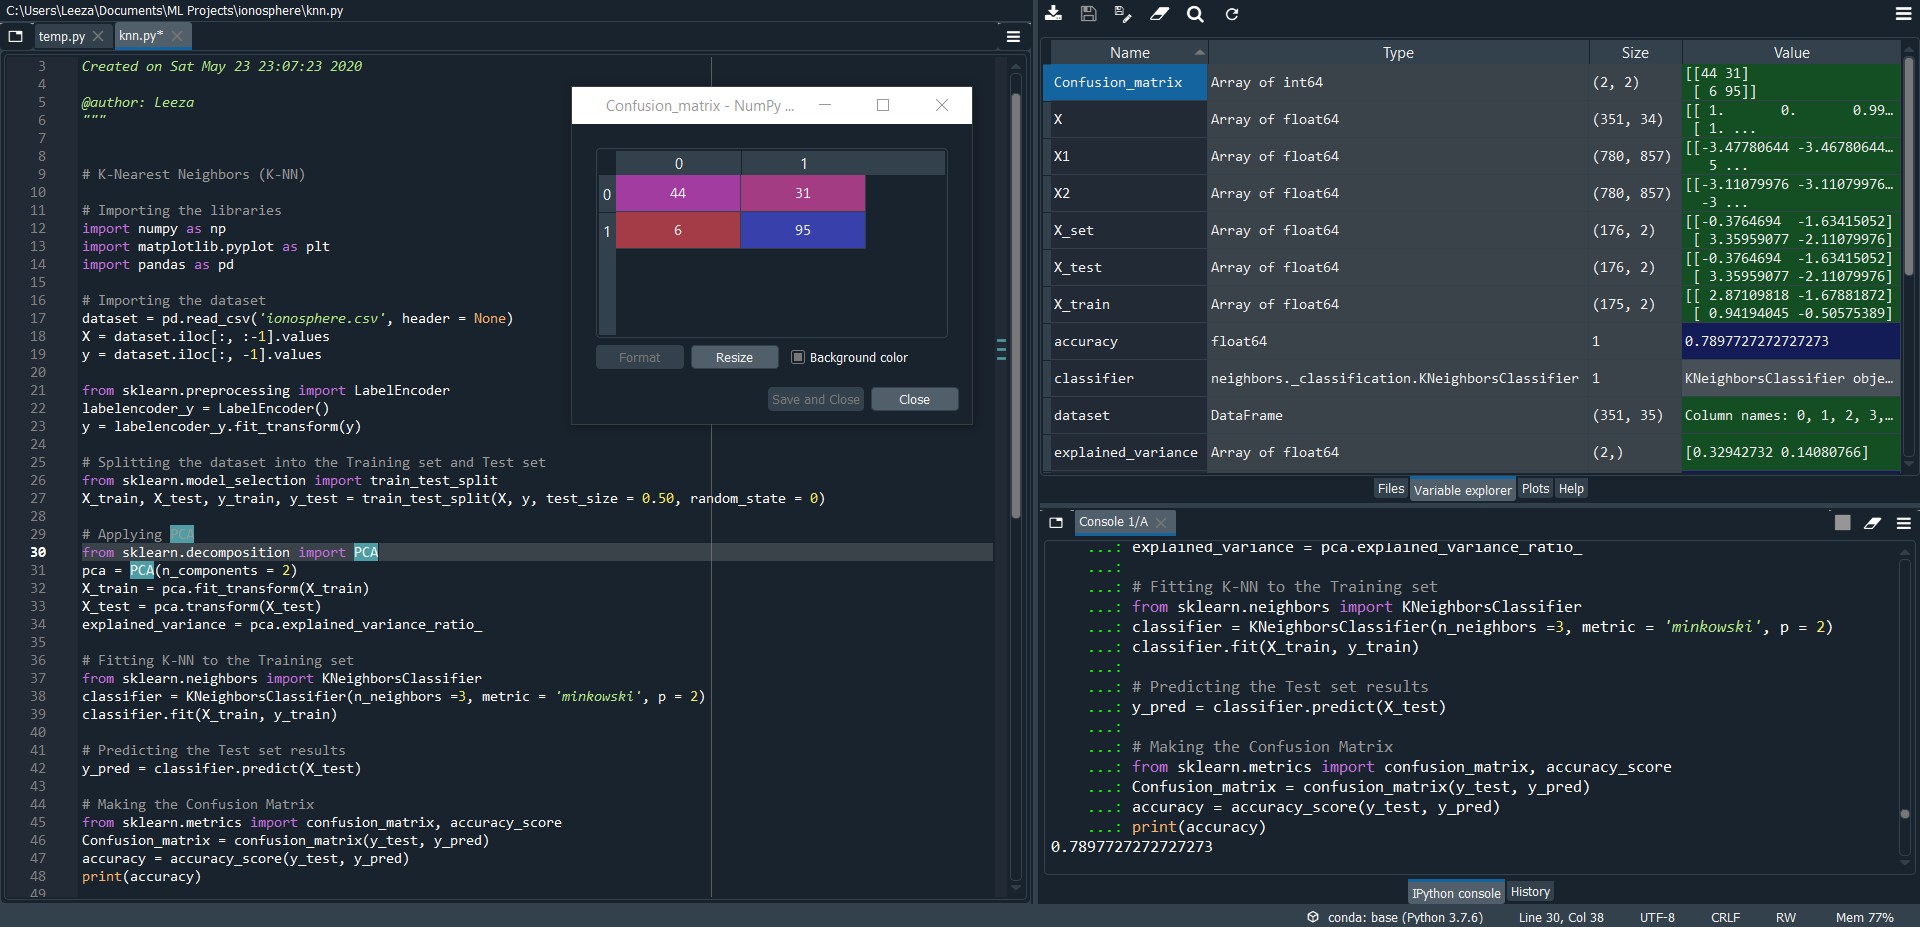 C:\Users\Leeza\Documents\ML Projects\ionosphere\knn.py
temp.py
knn.py*
3 Created on Sat May 23 23:07:23 2020
4
5 @author: Leeza
6 """
7
8
9 # K-Nearest Neighbors (K-NN)
10
11 # Importing the libraries
12 import numpy as np
13 import matplotlib.pyplot as plt
14 import pandas as pd
15
16 # Importing the dataset
17 dataset = pd.read_csv('ionosphere.csv', header = None)
18 X = dataset.iloc[:, :-1].values
19 y = dataset.iloc[:, -1].values
20
21 from sklearn.preprocessing import LabelEncoder
22 labelencoder_y = LabelEncoder()
23 y = labelencoder_y.fit_transform(y)
24
25 # Splitting the dataset into the Training set and Test set
26 from sklearn.model_selection import train_test_split
27 X_train, X_test, y_train, y_test = train_test_split(X, y, test_size = 0.50, random_state = 0)
28
29 # Applying PCA
30 from sklearn.decomposition import PCA
31 pca = PCA(n_components = 2)
32 X_train = pca.fit_transform(X_train)
33 X_test = pca.transform(X_test)
34 explained_variance = pca.explained_variance_ratio_
35
36 # Fitting K-NN to the Training set
37 from sklearn.neighbors import KNeighborsClassifier
38 classifier = KNeighborsClassifier(n_neighbors =3, metric = 'minkowski', p = 2)
39 classifier.fit(X_train, y_train)
40
41 # Predicting the Test set results
42 y_pred = classifier.predict(X_test)
43
44 # Making the Confusion Matrix
45 from sklearn.metrics import confusion_matrix, accuracy_score
46 Confusion_matrix = confusion_matrix(y_test, y_pred)
47 accuracy = accuracy_score(y_test, y_pred)
48 print(accuracy)
49
Confusion_matrix - NumPy ...
0 1
0 44 31
1 6 95
Format Resize Background color
Save and Close Close
Name Type Size Value
Confusion_matrix Array of int64 (2, 2) [[44 31]
[ 6 95]]
X Array of float64 (351, 34) [[ 1. 0. 0.99…
[ 1. ...
X1 Array of float64 (780, 857) [[-3.47780644 -3.46780644…
5 ...
X2 Array of float64 (780, 857) [[-3.11079976 -3.11079976…
-3 ...
X_set Array of float64 (176, 2) [[-0.3764694 -1.63415052]
[ 3.35959077 -2.11079976]
X_test Array of float64 (176, 2) [[-0.3764694 -1.63415052]
[ 3.35959077 -2.11079976]
X_train Array of float64 (175, 2) [[ 2.87109818 -1.67881872]
[ 0.94194045 -0.50575389]
accuracy float64 1 0.7897727272727273
classifier neighbors._classification.KNeighborsClassifier 1 KNeighborsClassifier obje…
dataset DataFrame (351, 35) Column names: 0, 1, 2, 3,…
explained_variance Array of float64 (2,) [0.32942732 0.14080766]
Files Variable explorer Plots Help
Console 1/A
...: explained_variance = pca.explained_variance_ratio_
...:
...: # Fitting K-NN to the Training set
...: from sklearn.neighbors import KNeighborsClassifier
...: classifier = KNeighborsClassifier(n_neighbors =3, metric = 'minkowski', p = 2)
...: classifier.fit(X_train, y_train)
...:
...: # Predicting the Test set results
...: y_pred = classifier.predict(X_test)
...:
...: # Making the Confusion Matrix
...: from sklearn.metrics import confusion_matrix, accuracy_score
...: Confusion_matrix = confusion_matrix(y_test, y_pred)
...: accuracy = accuracy_score(y_test, y_pred)
...: print(accuracy)
0.7897727272727273
IPython console History
conda: base (Python 3.7.6) Line 30, Col 38 UTF-8 CRLF RW Mem 77%